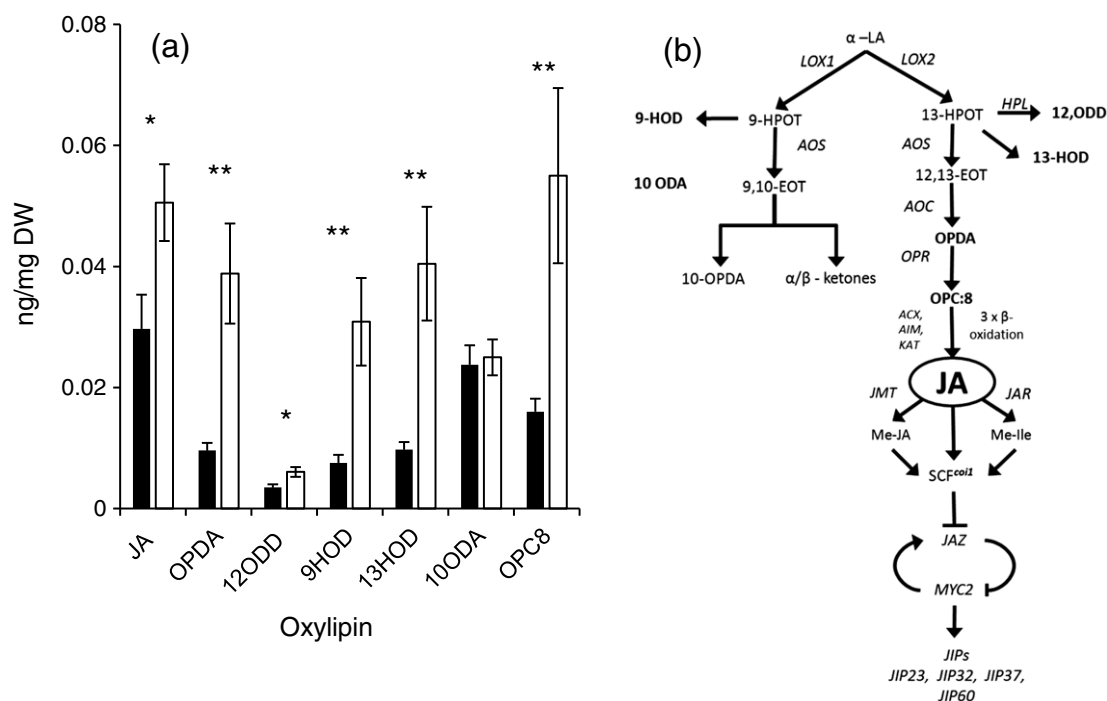 (a)
0.08
0.06
0.04
0.02
0
ng/mg DW
*
**
*
**
**
**
JA
OPDA
12ODD
9HOD
13HOD
10ODA
OPC8
Oxylipin
(b)
α –LA
LOX1 LOX2
9-HOD 9-HPOT 13-HPOT HPL 12,ODD
AOS AOS 13-HOD
10 ODA 9,10-EOT 12,13-EOT
AOC
OPDA
10-OPDA α/β - ketones OPR
OPC:8
ACX, 3 x β-
AIM, oxidation
KAT
JA
JMT JAR
Me-JA Me-Ile
SCFcoi1
JAZ
MYC2
JIPs
JIP23, JIP32, JIP37,
JIP60